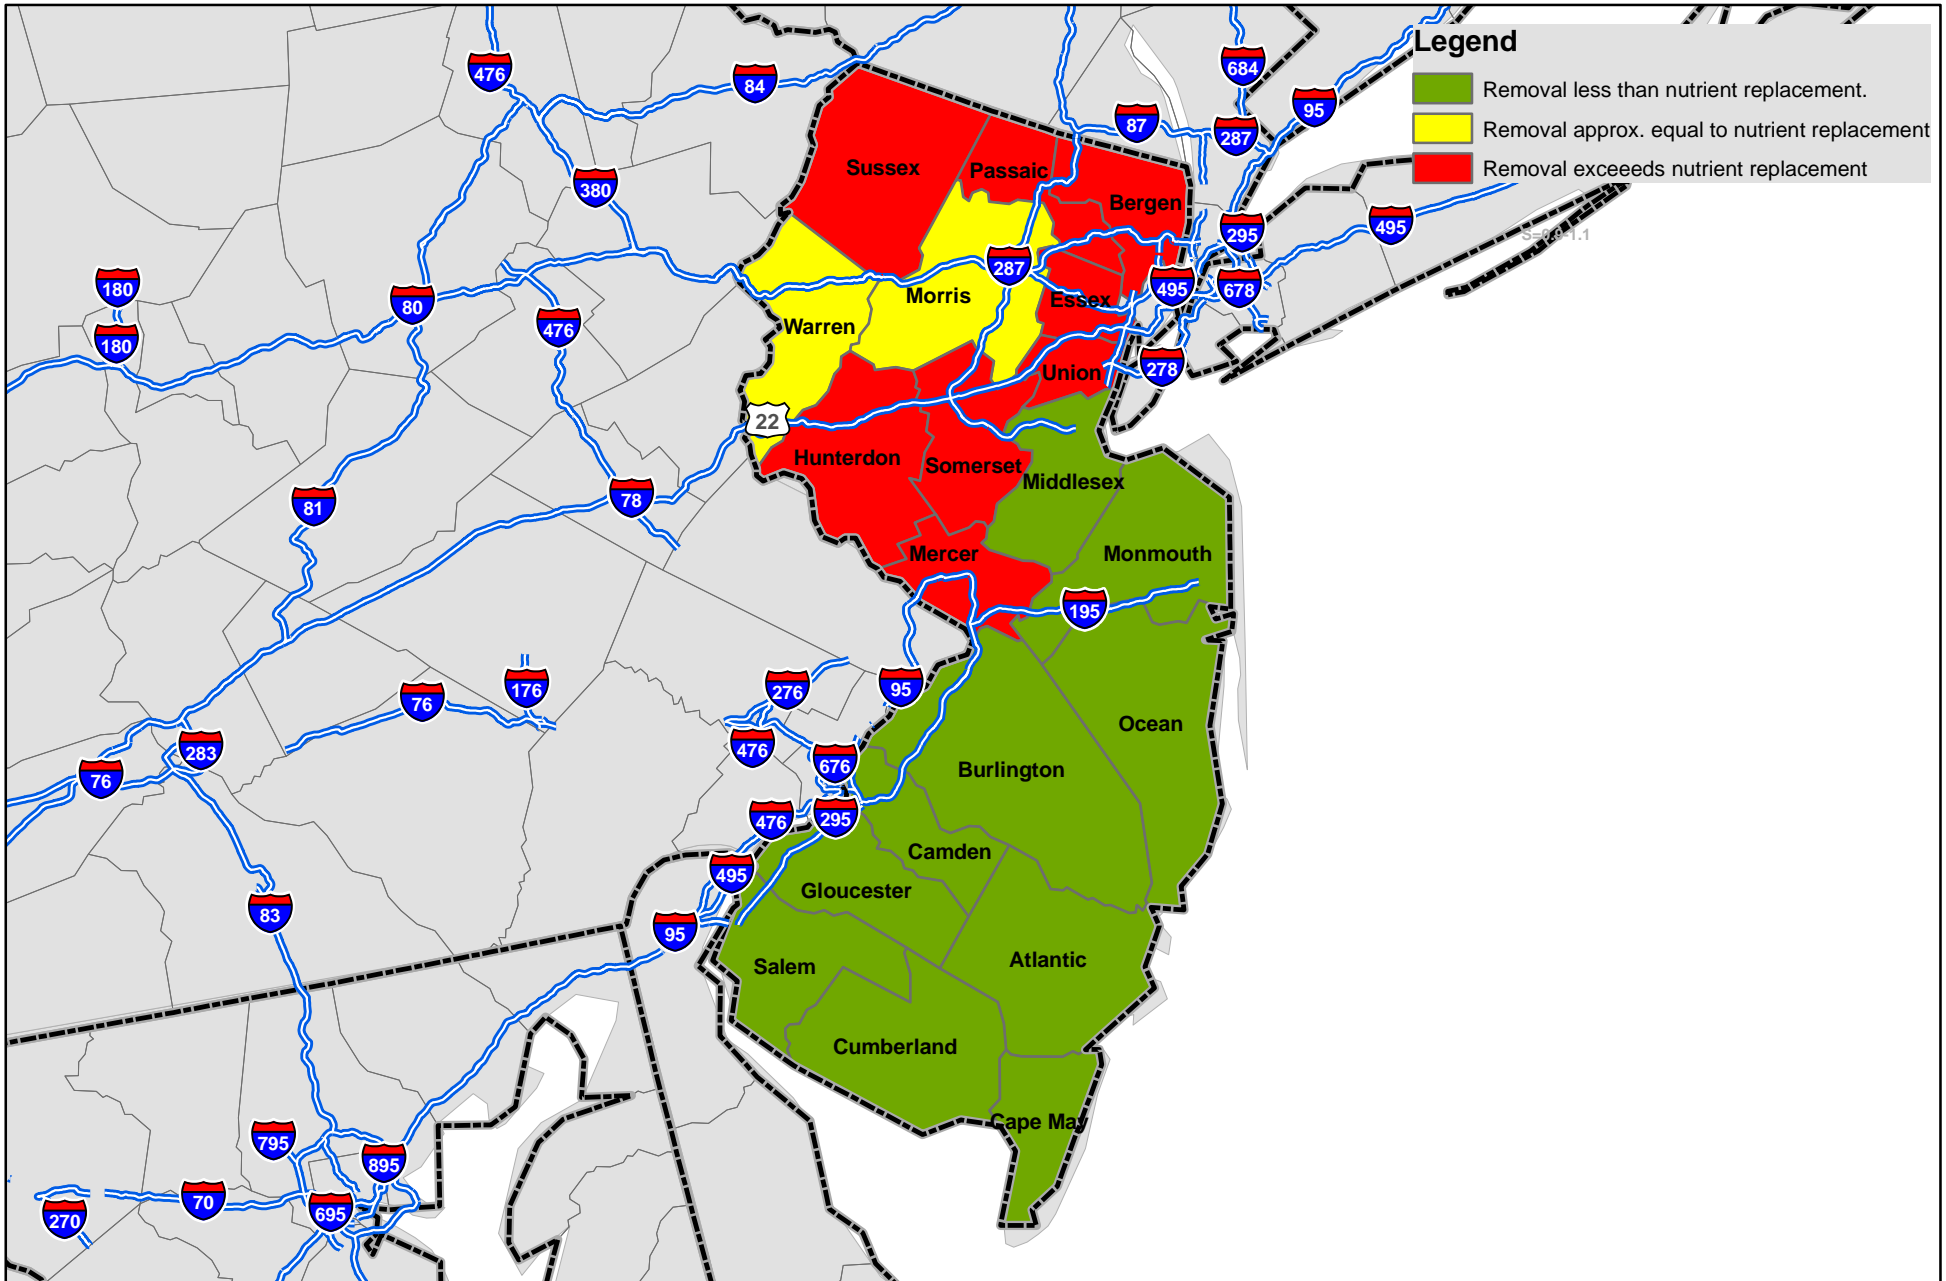 Legend
Removal less than nutrient replacement.
Removal approx. equal to nutrient replacement
Removal exceeeds nutrient replacement
476
84
684
95
87
287
380
Sussex
Passaic
Bergen
295
495
180
80
287
495
678
Morris
Essex
Warren
476
180
278
Union
22
Hunterdon
Somerset
Middlesex
81
78
Mercer
Monmouth
195
276
95
176
76
Ocean
283
476
676
76
Burlington
476
295
Camden
495
Gloucester
83
95
Salem
Atlantic
Cumberland
Cape May
795
895
70
695
270